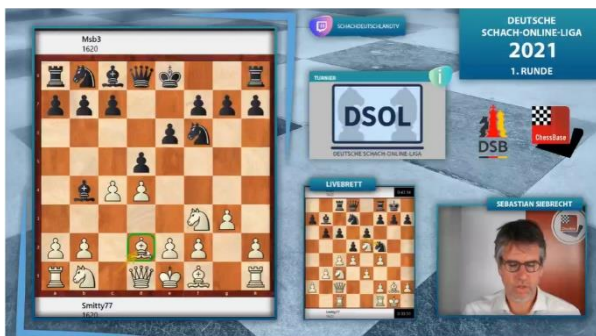 Msb3
1620
Smitty77
1620
SCHACHDEUTSCHLANDTV
TURNIER
i
DSOL
DEUTSCHE SCHACH-ONLINE-LIGA
LIVEBRETT
DEUTSCHE
SCHACH-ONLINE-LIGA
2021
1. RUNDE
DSB
ChessBase
SEBASTIAN SIEBRECHT